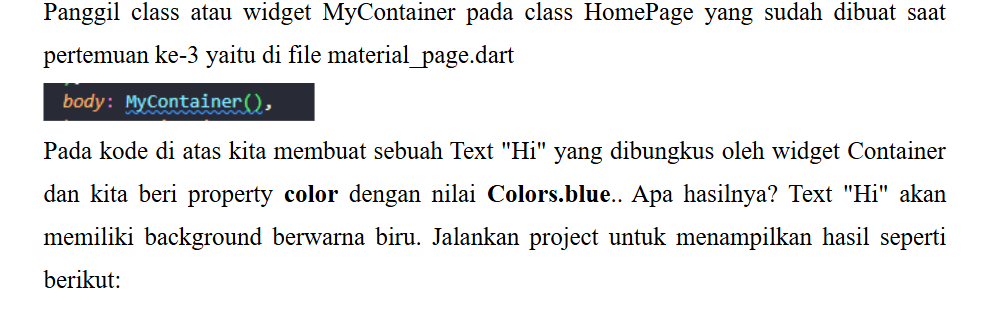 Panggil class atau widget MyContainer pada class HomePage yang sudah dibuat saat
pertemuan ke-3 yaitu di file material_page.dart
body: MyContainer(),
Pada kode di atas kita membuat sebuah Text "Hi" yang dibungkus oleh widget Container
dan kita beri property color dengan nilai Colors.blue.. Apa hasilnya? Text "Hi" akan
memiliki background berwarna biru. Jalankan project untuk menampilkan hasil seperti
berikut: